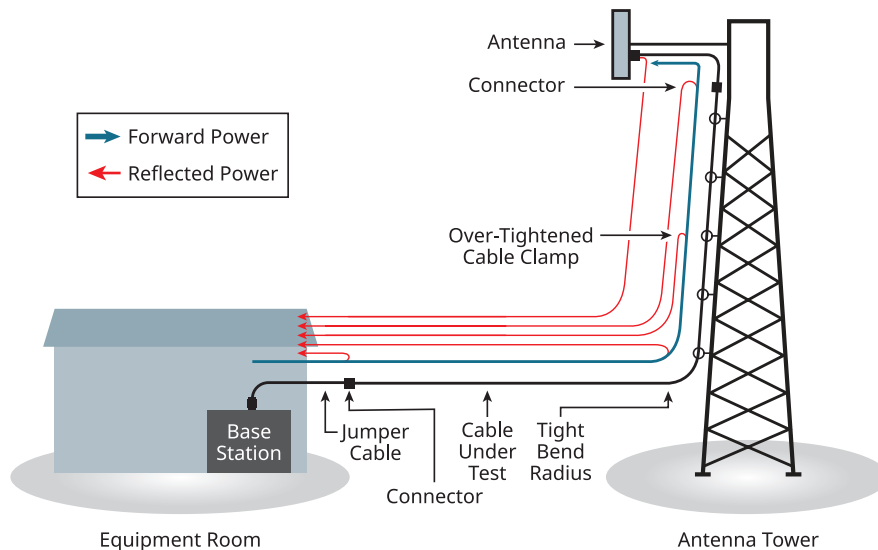 Antenna
Connector
Forward Power
Reflected Power
Over-Tightened
Cable Clamp
Base
Station
Jumper
Cable
Connector
Cable
Under
Test
Tight
Bend
Radius
Equipment Room
Antenna Tower